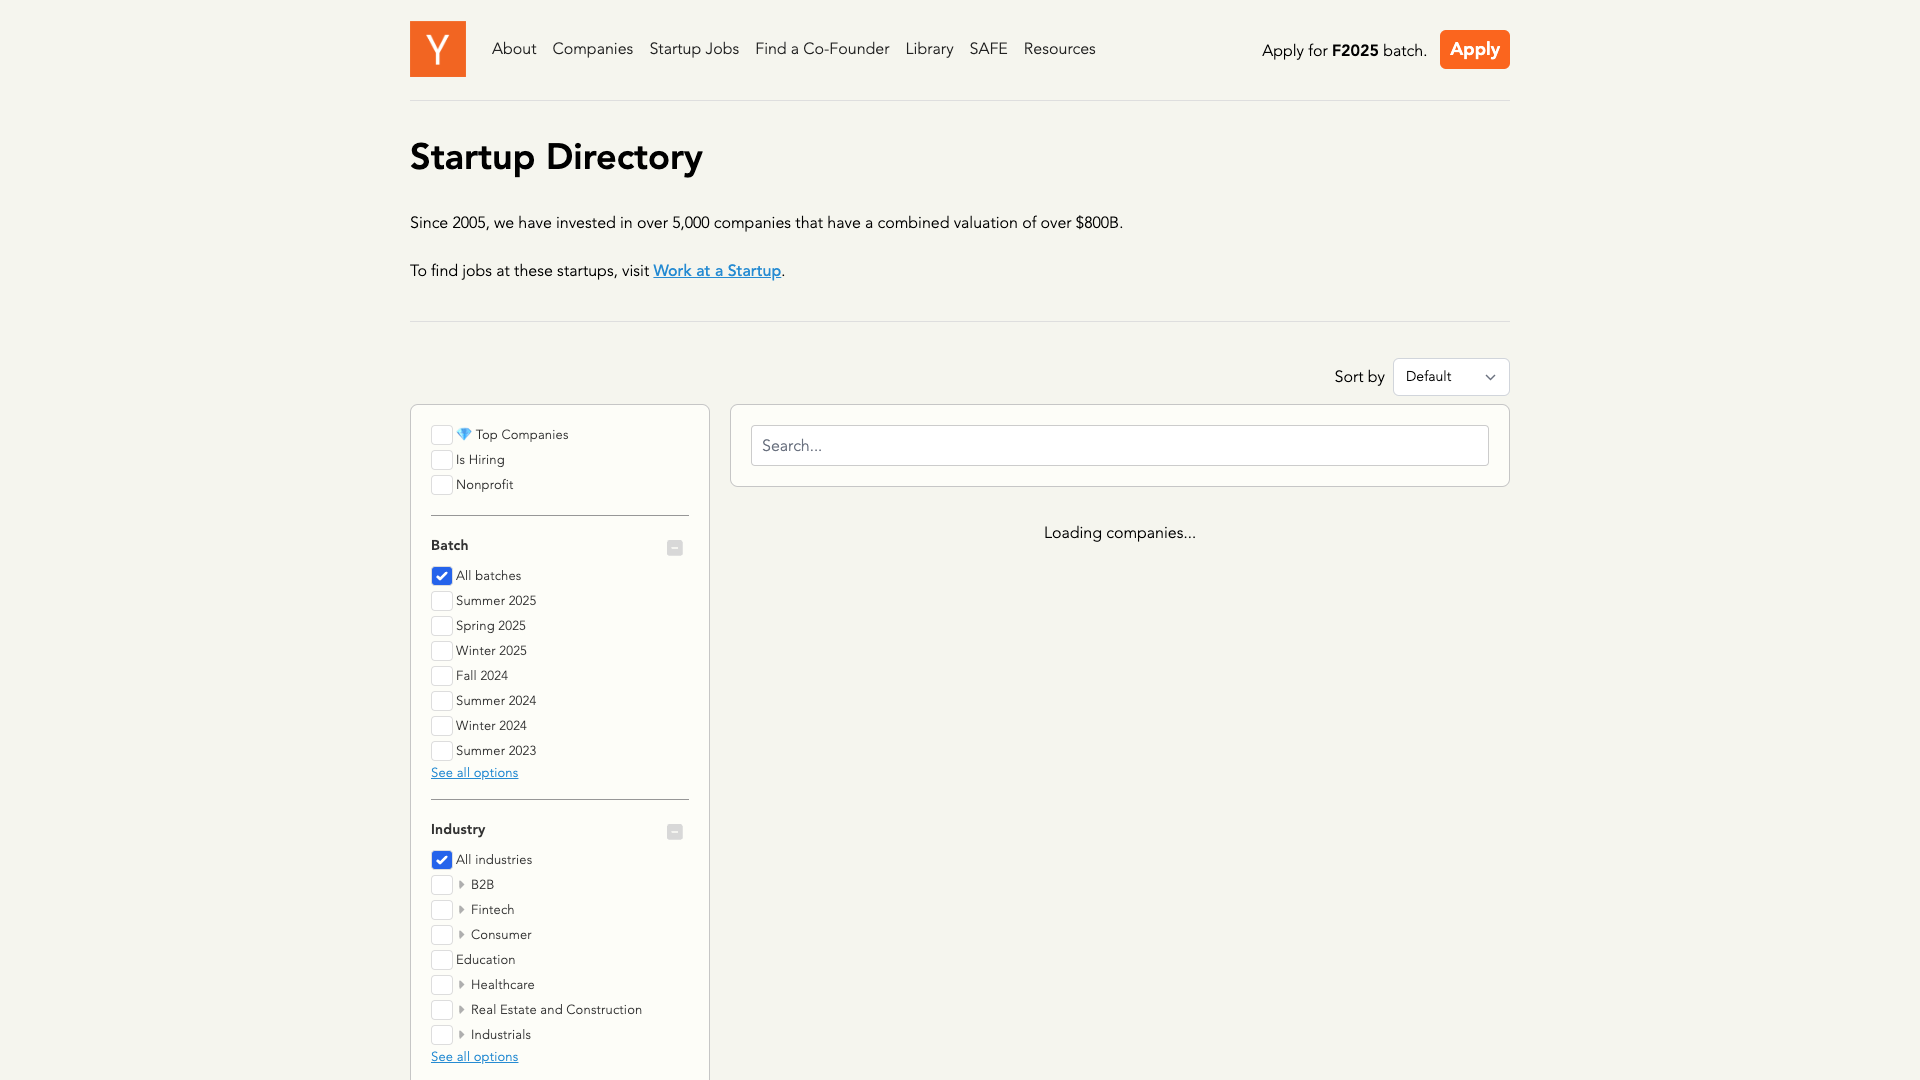 Y
About Companies Startup Jobs Find a Co-Founder Library SAFE Resources
Apply for F2025 batch. Apply
Startup Directory
Since 2005, we have invested in over 5,000 companies that have a combined valuation of over $800B.
To find jobs at these startups, visit Work at a Startup.
Sort by Default
Top Companies
Is Hiring
Nonprofit
Batch
All batches
Summer 2025
Spring 2025
Winter 2025
Fall 2024
Summer 2024
Winter 2024
Summer 2023
See all options
Industry
All industries
B2B
Fintech
Consumer
Education
Healthcare
Real Estate and Construction
Industrials
See all options
Search...
Loading companies...